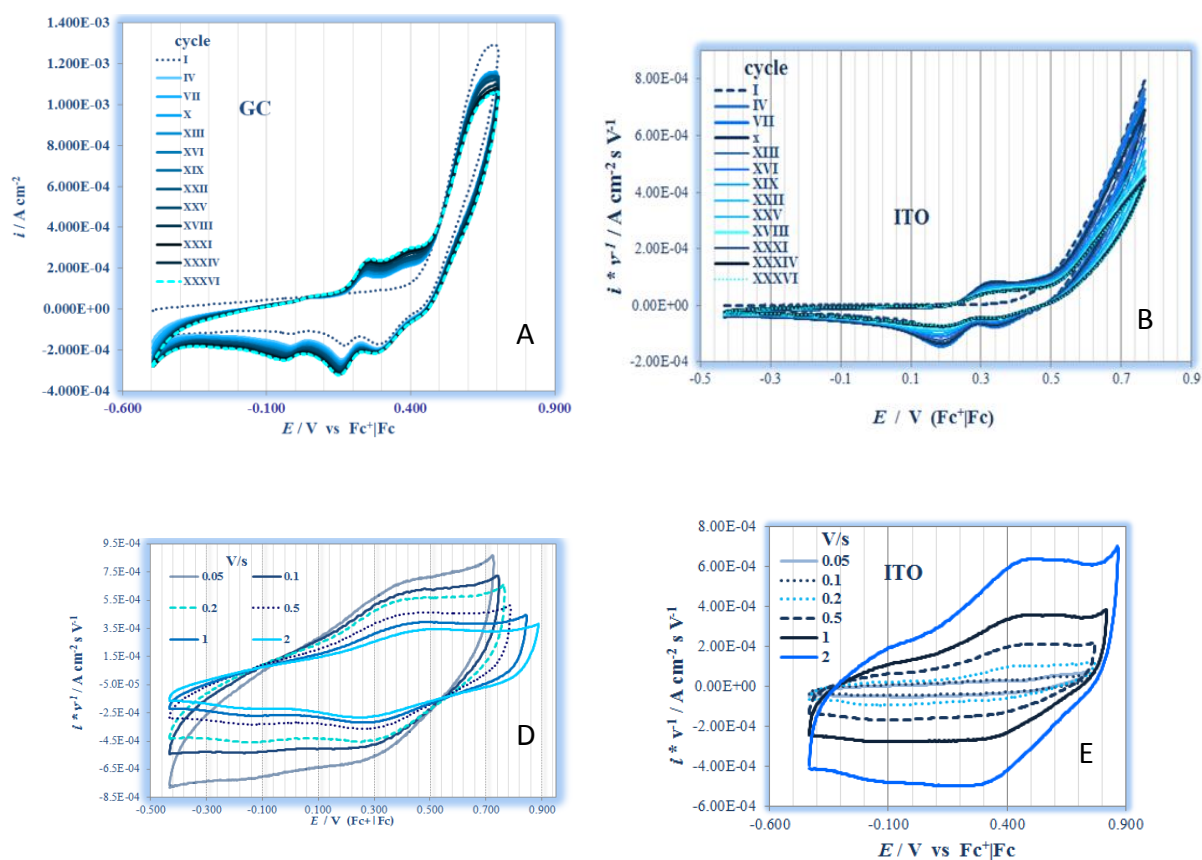 1.400E-03
1.200E-03
1.000E-03
8.000E-04
6.000E-04
4.000E-04
2.000E-04
0.000E+00
-2.000E-04
-4.000E-04
i / A cm-2
cycle
I
IV
VII
X
XIII
XVI
XIX
XXII
XXV
XVIII
XXXI
XXXIV
XXXVI
GC
A
-0.600
-0.100
0.400
0.900
E / V vs Fc+|Fc
8.00E-04
6.00E-04
4.00E-04
2.00E-04
0.00E+00
-2.00E-04
i * v-1 / A cm-2 s V-1
cycle
I
IV
VII
x
XIII
XVI
XIX
XXII
XXV
XVIII
XXXI
XXXIV
XXXVI
ITO
B
-0.5
-0.3
0.1
0.3
0.5
0.7
0.9
E / V (Fc+|Fc)
9.5E-04
7.5E-04
5.5E-04
3.5E-04
1.5E-04
-5.0E-05
-2.5E-04
-4.5E-04
-6.5E-04
-8.5E-04
i * v-1 / A cm-2 s V-1
V/s
0.05
0.1
0.2
0.5
1
2
D
-0.500
-0.300
-0.100
0.100
0.300
0.500
0.700
0.900
E / V (Fc+|Fc)
8.00E-04
6.00E-04
4.00E-04
2.00E-04
0.00E+00
-2.00E-04
-4.00E-04
-6.00E-04
i * v-1 / A cm-2 s V-1
V/s
0.05
0.1
0.2
0.5
1
2
ITO
E
-0.600
-0.100
0.400
0.900
E / V vs Fc+|Fc